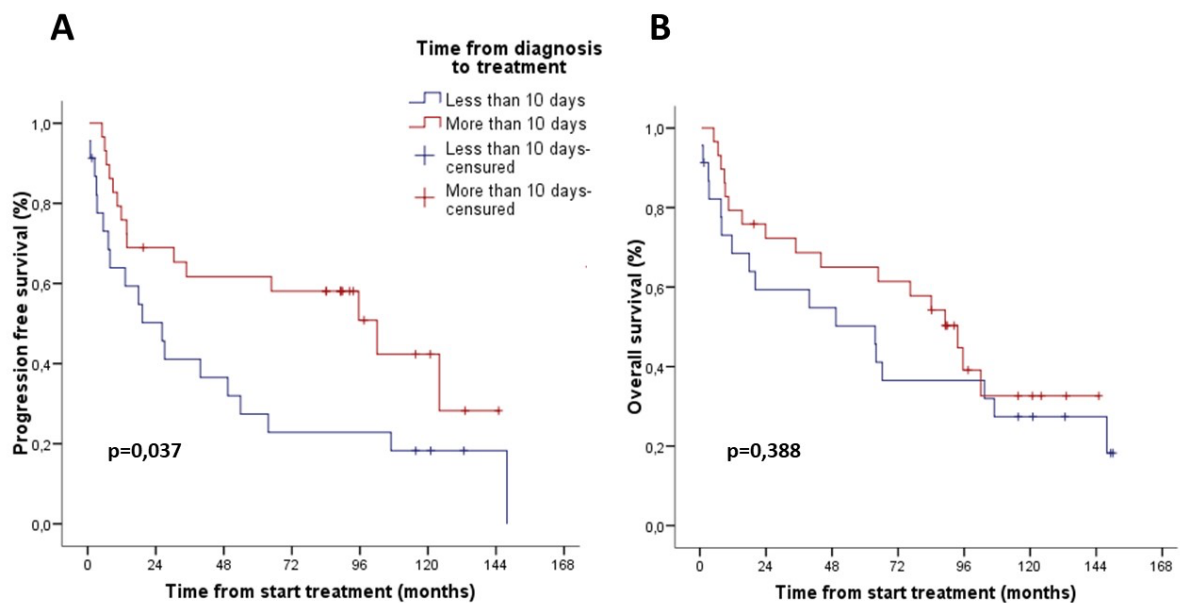 A
Time from diagnosis
to treatment
Less than 10 days
More than 10 days
Less than 10 days-
censured
More than 10 days-
censured
Progression free survival (%)
1,0
0,8
0,6
0,4
0,2
0,0
p=0,037
0 24 48 72 96 120 144 168
Time from start treatment (months)
B
Overall survival (%)
1,0
0,8
0,6
0,4
0,2
0,0
p=0,388
0 24 48 72 96 120 144 168
Time from start treatment (months)